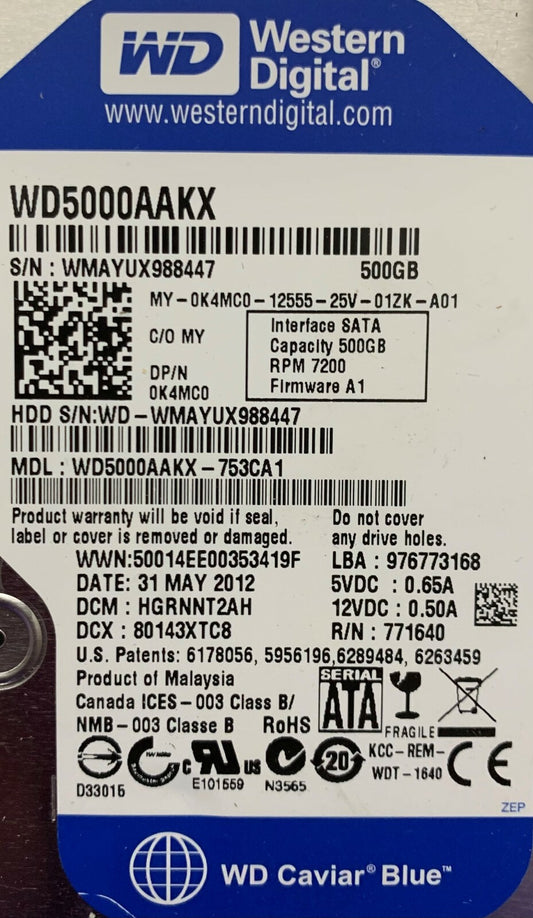 WD Western
Digital®
www.westerndigital.com
WD5000AAKX
S/N : WMAYUX988447 500GB
MY-0K4MC0-12555-25V-01ZK-A01
C/O MY
DP/N
0K4MC0
Interface SATA
Capacity 500GB
RPM 7200
Firmware A1
HDD S/N:WD-WMAYUX988447
MDL : WD5000AAKX-753CA1
Product warranty will be void if seal,
label or cover is removed or damaged.
Do not cover
any drive holes.
WWN:50014EE00353419F LBA : 976773168
DATE: 31 MAY 2012 5VDC : 0.65A
DCM : HGRNNT2AH 12VDC : 0.50A
DCX : 80143XTC8 R/N : 771640
U.S. Patents: 6178056, 5956196,6289484, 6263459
Product of Malaysia
Canada ICES-003 Class B/
NMB-003 Classe B RoHS
SERIAL
ATA
FRAGILE
D33015
c RU us
E101559
N3565
20
KCC-REM-
WDT-1640
CE
ZEP
WD Caviar® Blue™